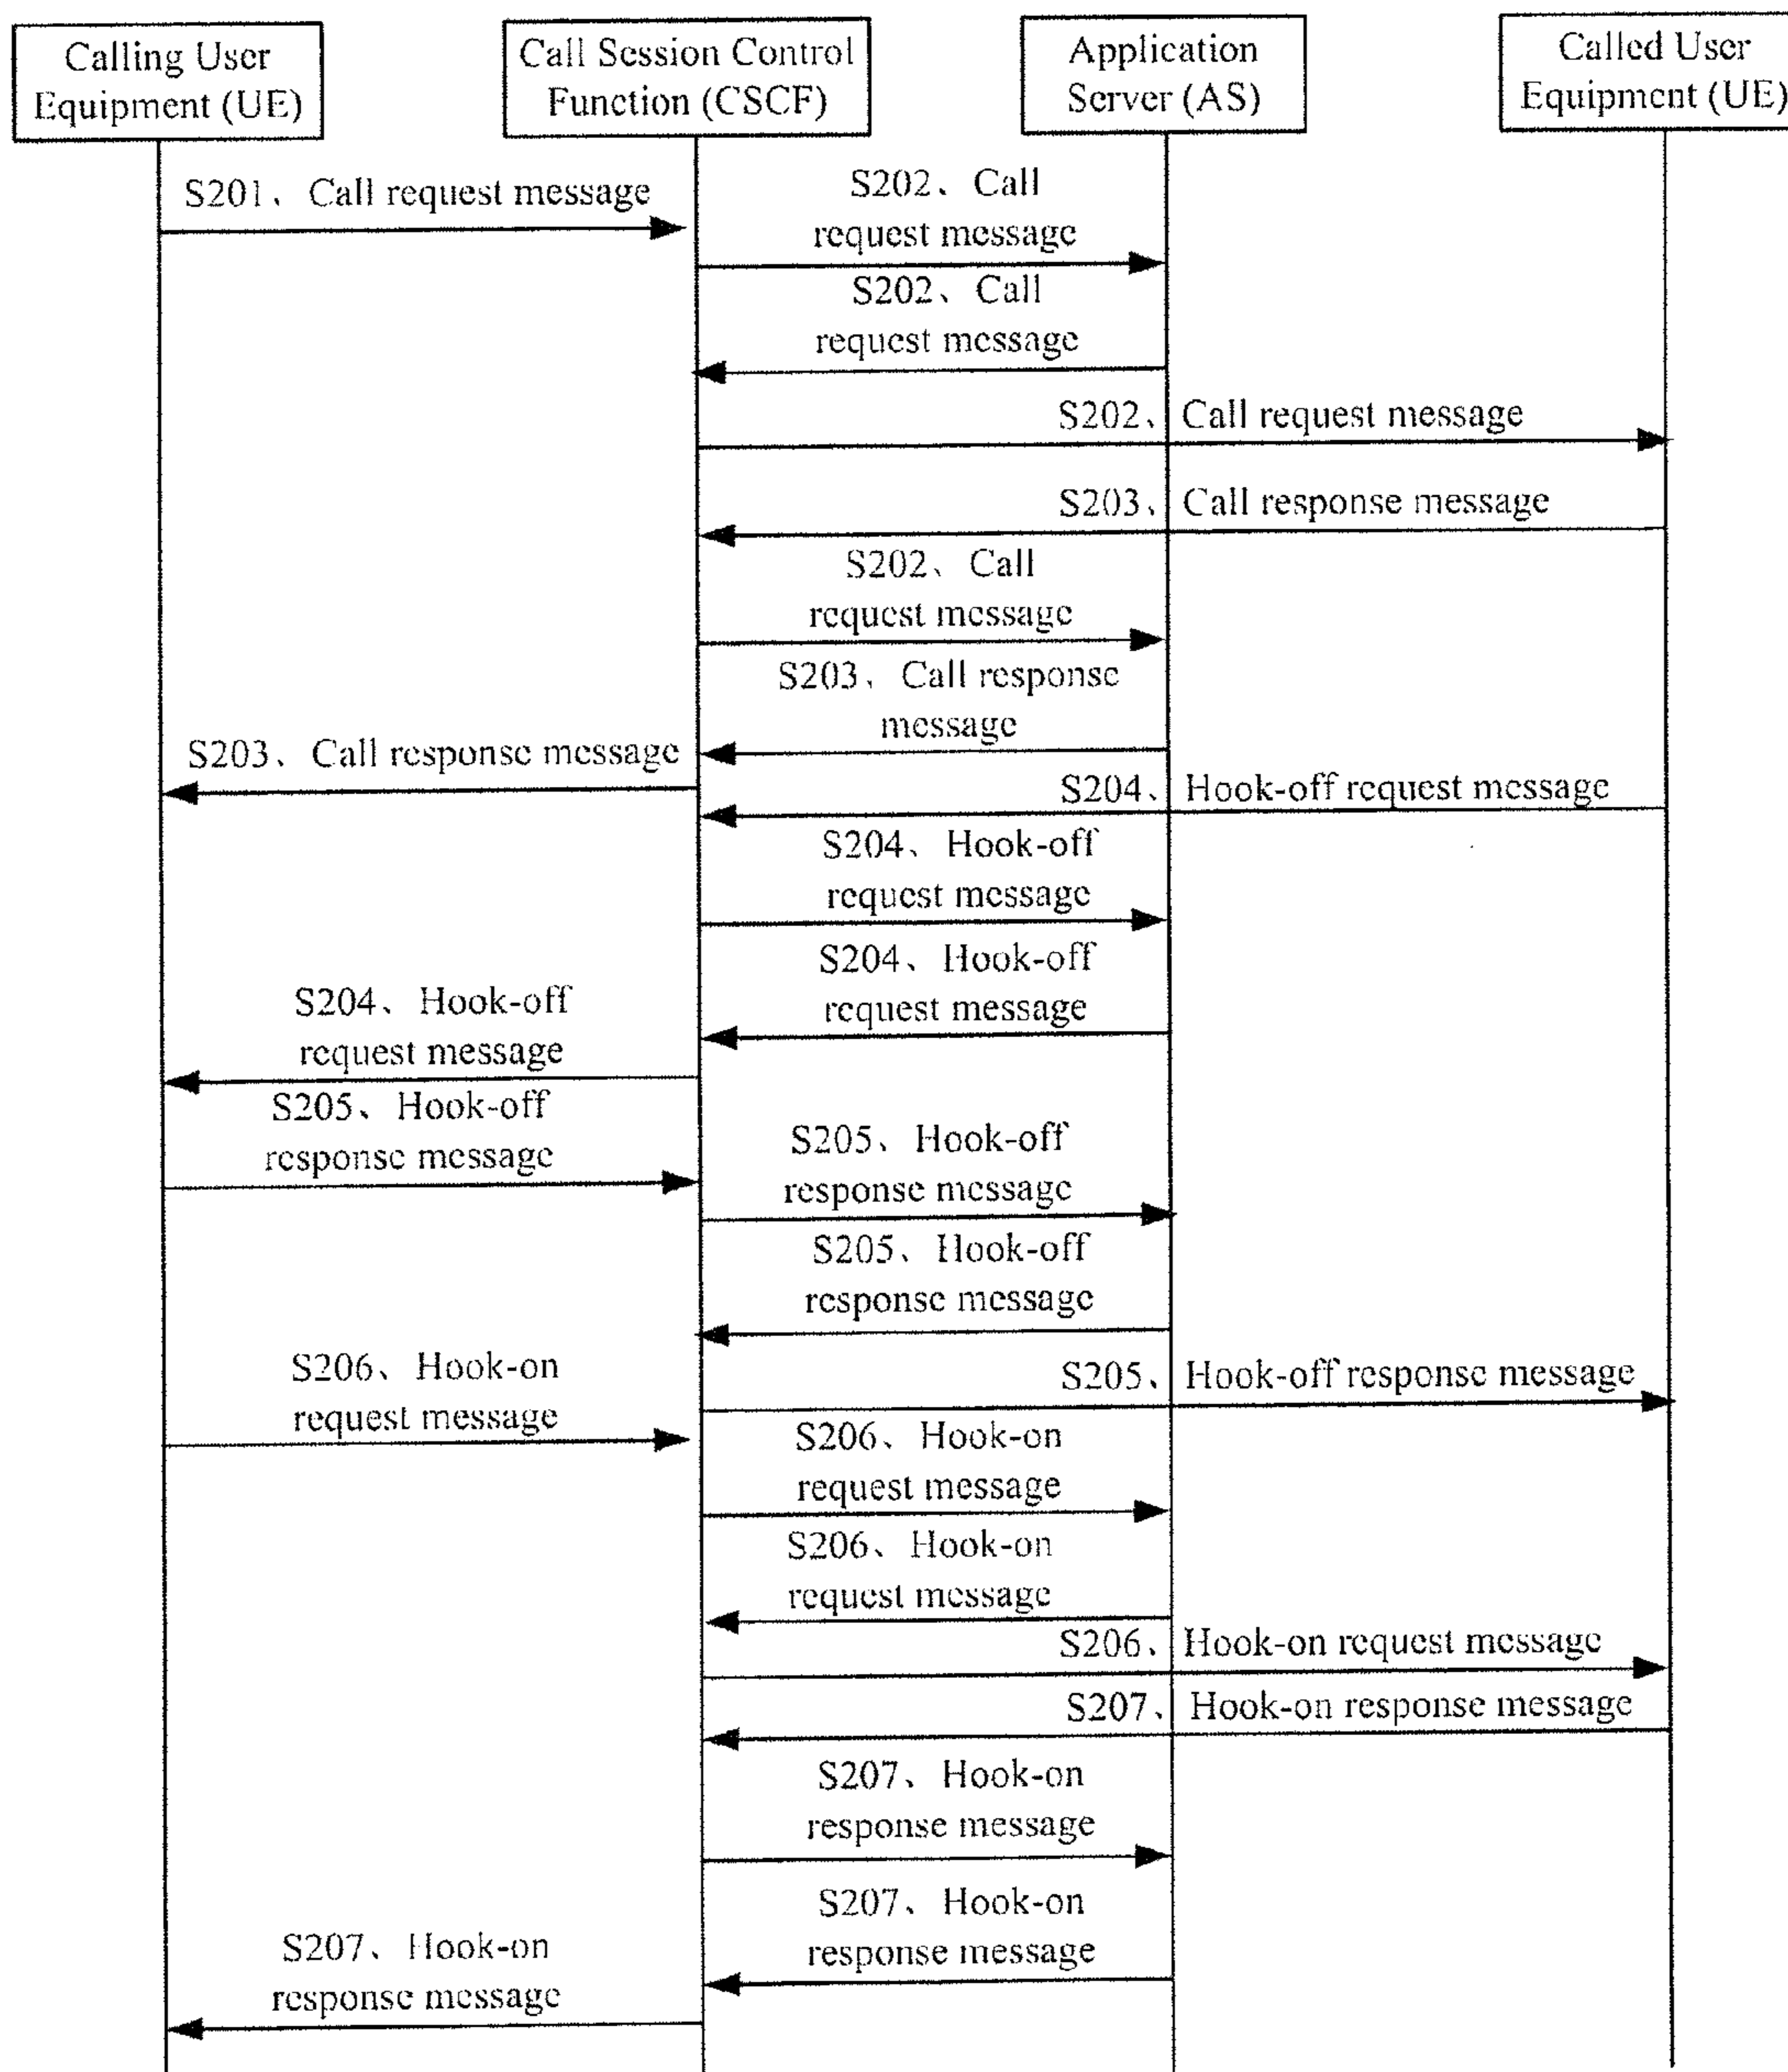 Calling User
Equipment (UE)
Call Session Control
Function (CSCF)
Application
Server (AS)
Called User
Equipment (UE)
S201、Call request message
S202、Call
request message
S202、Call
request message
S202、Call request message
S203、Call response message
S202、Call
request message
S203、Call response
message
S203、Call response message
S204、Hook-off request message
S204、Hook-off
request message
S204、Hook-off
request message
S204、Hook-off
request message
S205、Hook-off
response message
S205、Hook-off
response message
S205、Hook-off
response message
S206、Hook-on
request message
S205、Hook-off response message
S206、Hook-on
request message
S206、Hook-on
request message
S206、Hook-on request message
S207、Hook-on response message
S207、Hook-on
response message
S207、Hook-on
response message
S207、Hook-on
response message